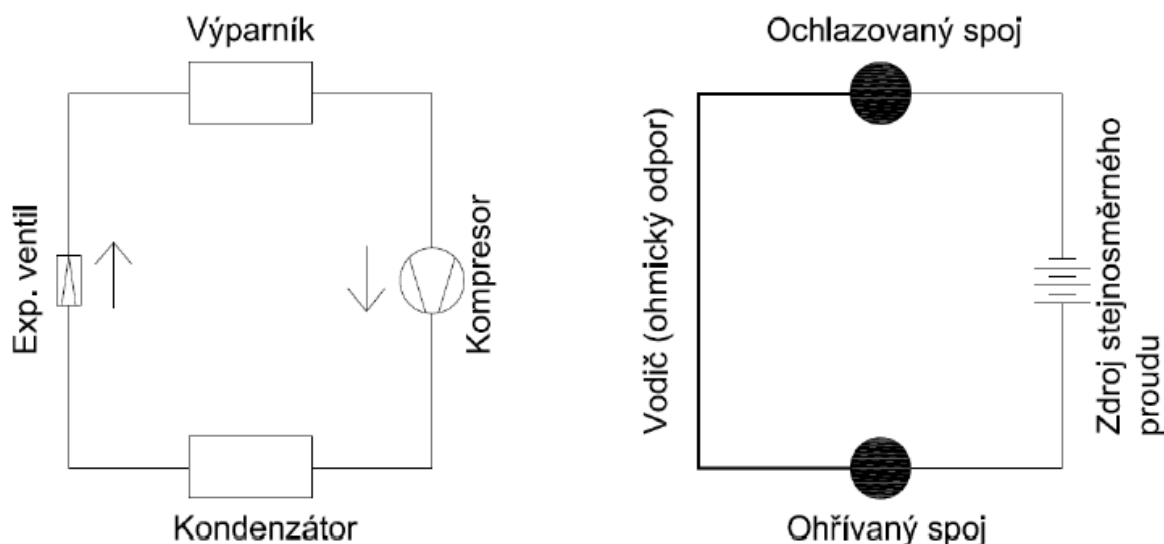 Výparník
Exp. ventil
Kompresor
Kondenzátor
Ochlazovaný spoj
Vodič (ohmický odpor)
Zdroj stejnosměrného
proudu
Ohřívaný spoj